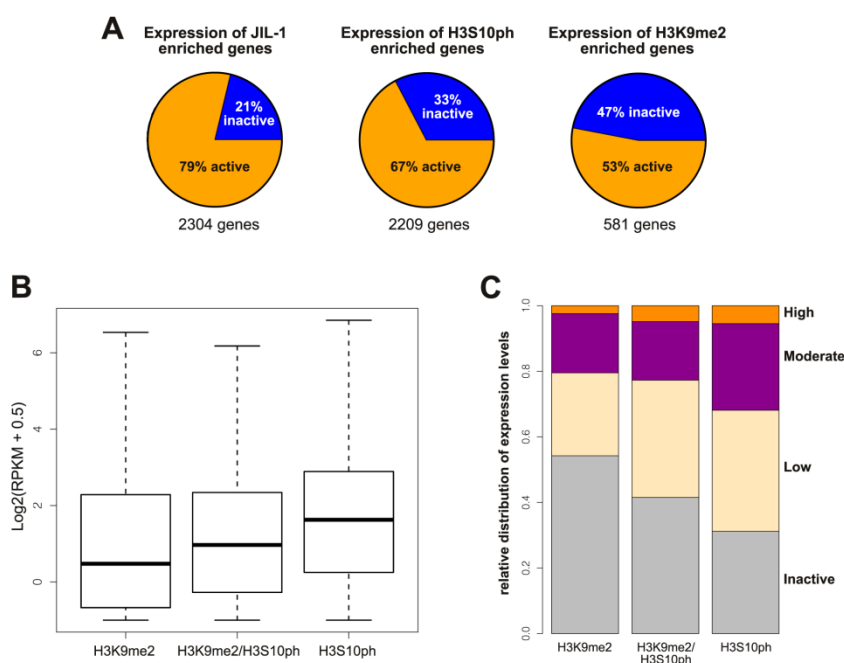 A
Expression of JIL-1
enriched genes
Expression of H3S10ph
enriched genes
Expression of H3K9me2
enriched genes
21%
inactive
79% active
33%
inactive
67% active
47% inactive
53% active
2304 genes
2209 genes
581 genes
B
Log2(RPKM + 0.5)
6
4
2
0
H3K9me2
H3K9me2/H3S10ph
H3S10ph
C
relative distribution of expression levels
1.0
0.8
0.6
0.4
0.2
0.0
High
Moderate
Low
Inactive
H3K9me2
H3K9me2/
H3S10ph
H3S10ph